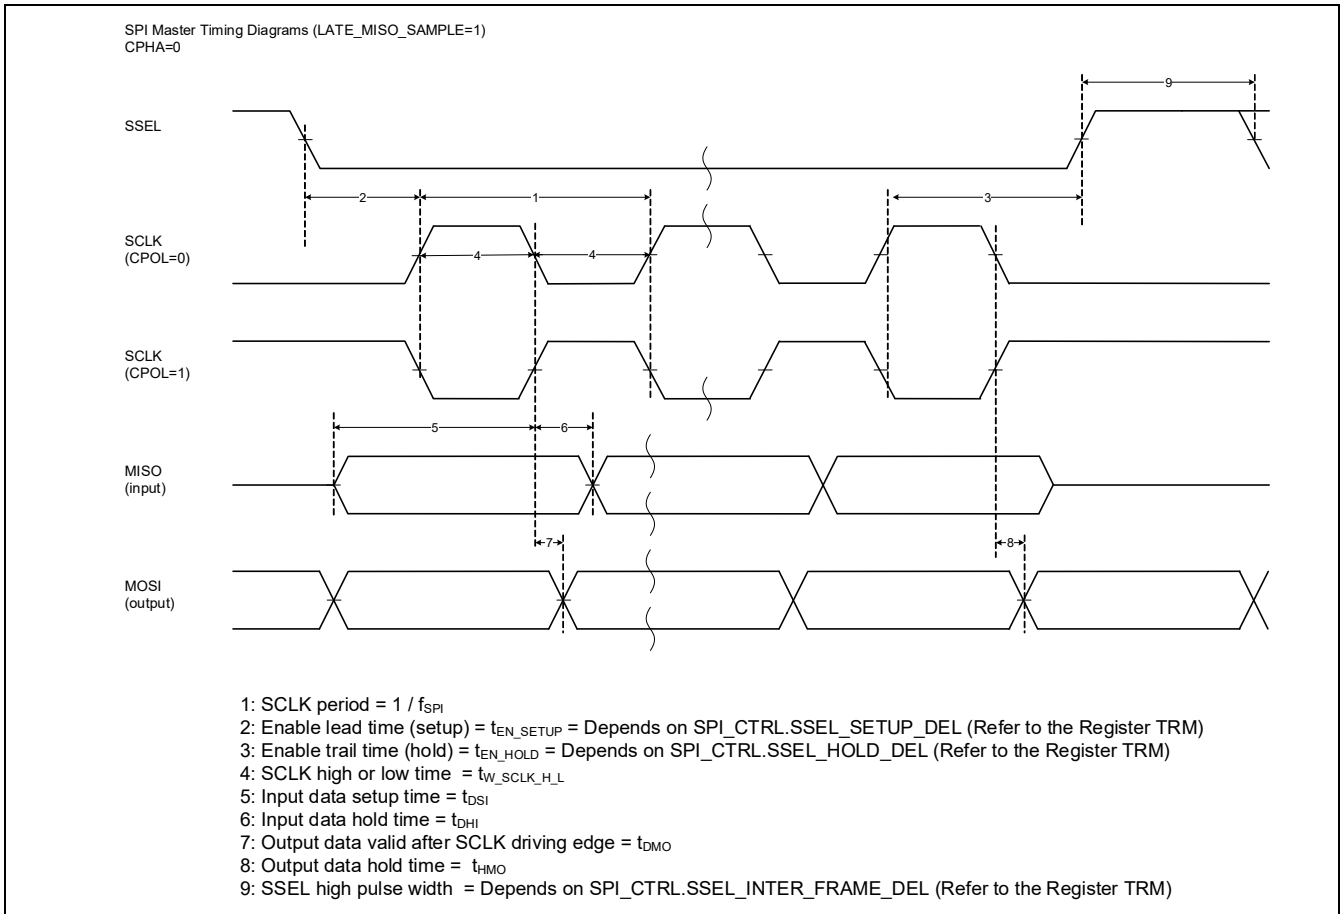 SPI Master Timing Diagrams (LATE_MISO_SAMPLE=1)
CPHA=0
9
SSEL
2
1
3
SCLK
(CPOL=0)
4
4
SCLK
(CPOL=1)
5
6
MISO
(input)
7
8
MOSI
(output)
1: SCLK period = 1 / fSPI
2: Enable lead time (setup) = tEN_SETUP = Depends on SPI_CTRL.SSEL_SETUP_DEL (Refer to the Register TRM)
3: Enable trail time (hold) = tEN_HOLD = Depends on SPI_CTRL.SSEL_HOLD_DEL (Refer to the Register TRM)
4: SCLK high or low time = tW_SCLK_H_L
5: Input data setup time = tDSI
6: Input data hold time = tDHI
7: Output data valid after SCLK driving edge = tDMO
8: Output data hold time = tHMO
9: SSEL high pulse width = Depends on SPI_CTRL.SSEL_INTER_FRAME_DEL (Refer to the Register TRM)